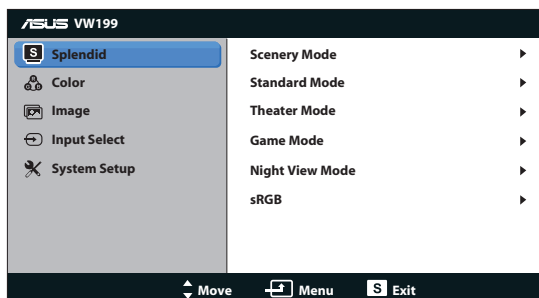 ASUS VW199
S Splendid
Color
Image
Input Select
System Setup
Scenery Mode
Standard Mode
Theater Mode
Game Mode
Night View Mode
sRGB
Move Menu S Exit